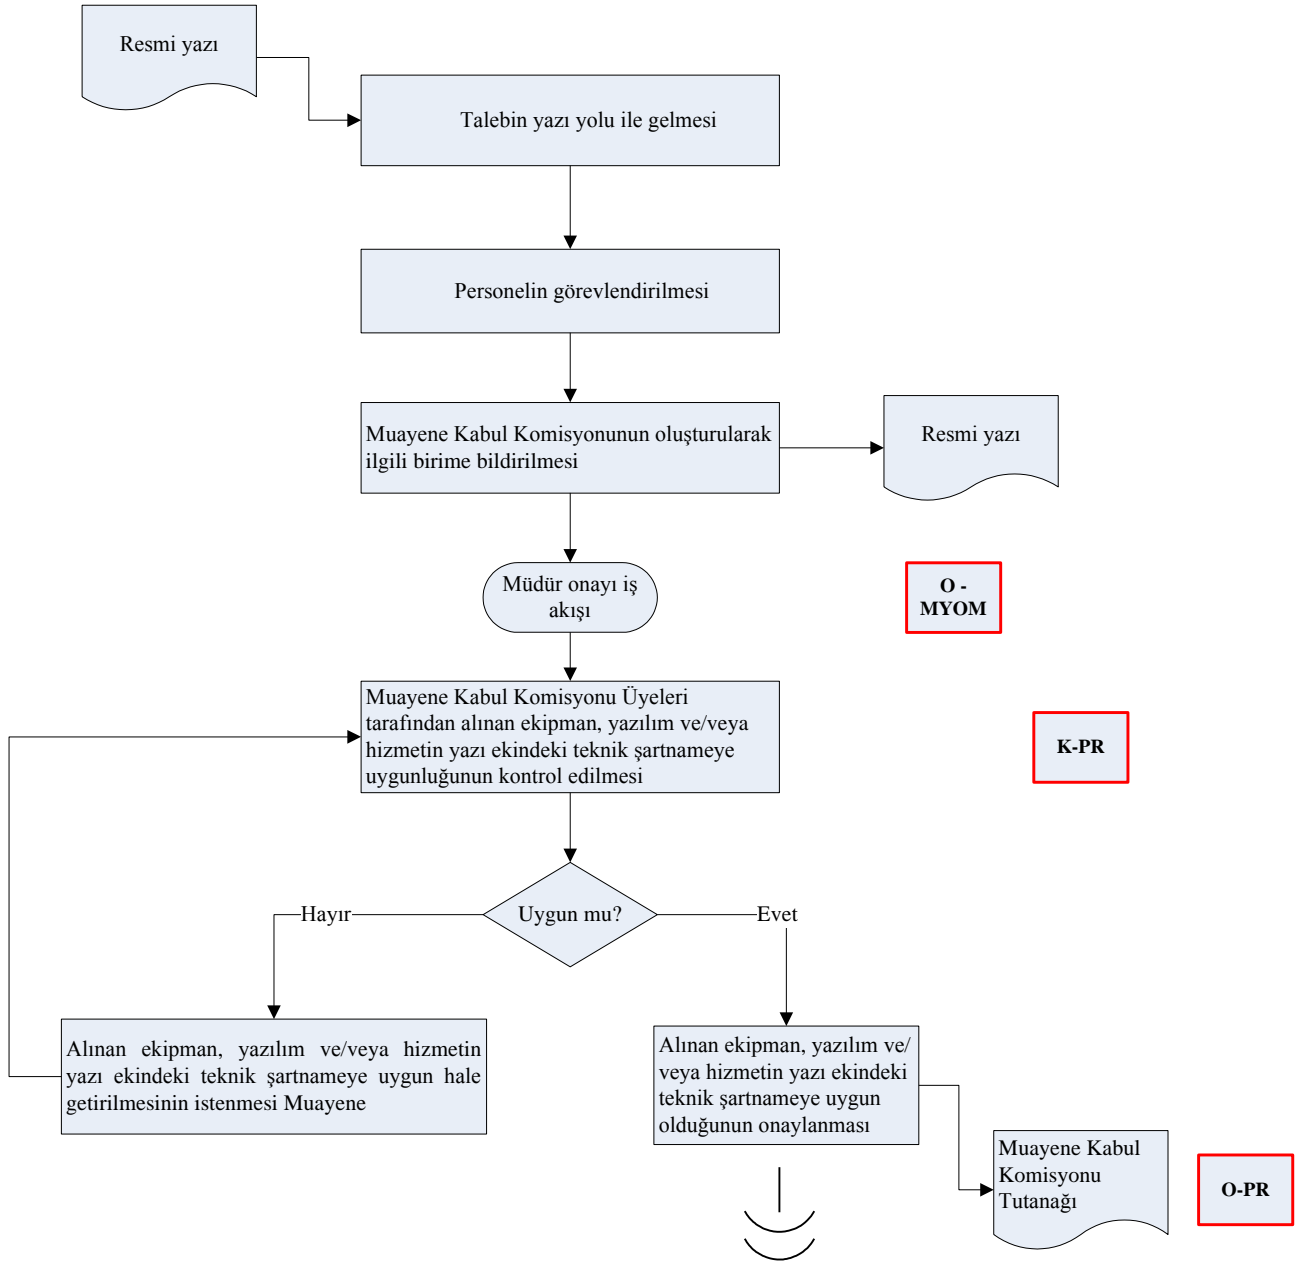 Resmi yazı
Talebin yazı yolu ile gelmesi
Personelin görevlendirilmesi
Muayene Kabul Komisyonunun oluşturularak
ilgili birime bildirilmesi
Resmi yazı
Müdür onayı iş
akışı
O -
MYOM
Muayene Kabul Komisyonu Üyeleri
tarafından alınan ekipman, yazılım ve/veya
hizmetin yazı ekindeki teknik şartnameye
uygunluğunun kontrol edilmesi
K-PR
Uygun mu?
Hayır
Evet
Alınan ekipman, yazılım ve/veya hizmetin
yazı ekindeki teknik şartnameye uygun hale
getirilmesinin istenmesi Muayene
Alınan ekipman, yazılım ve/
veya hizmetin yazı ekindeki
teknik şartnameye uygun
olduğunun onaylanması
Muayene Kabul
Komisyonu
Tutanağı
O-PR